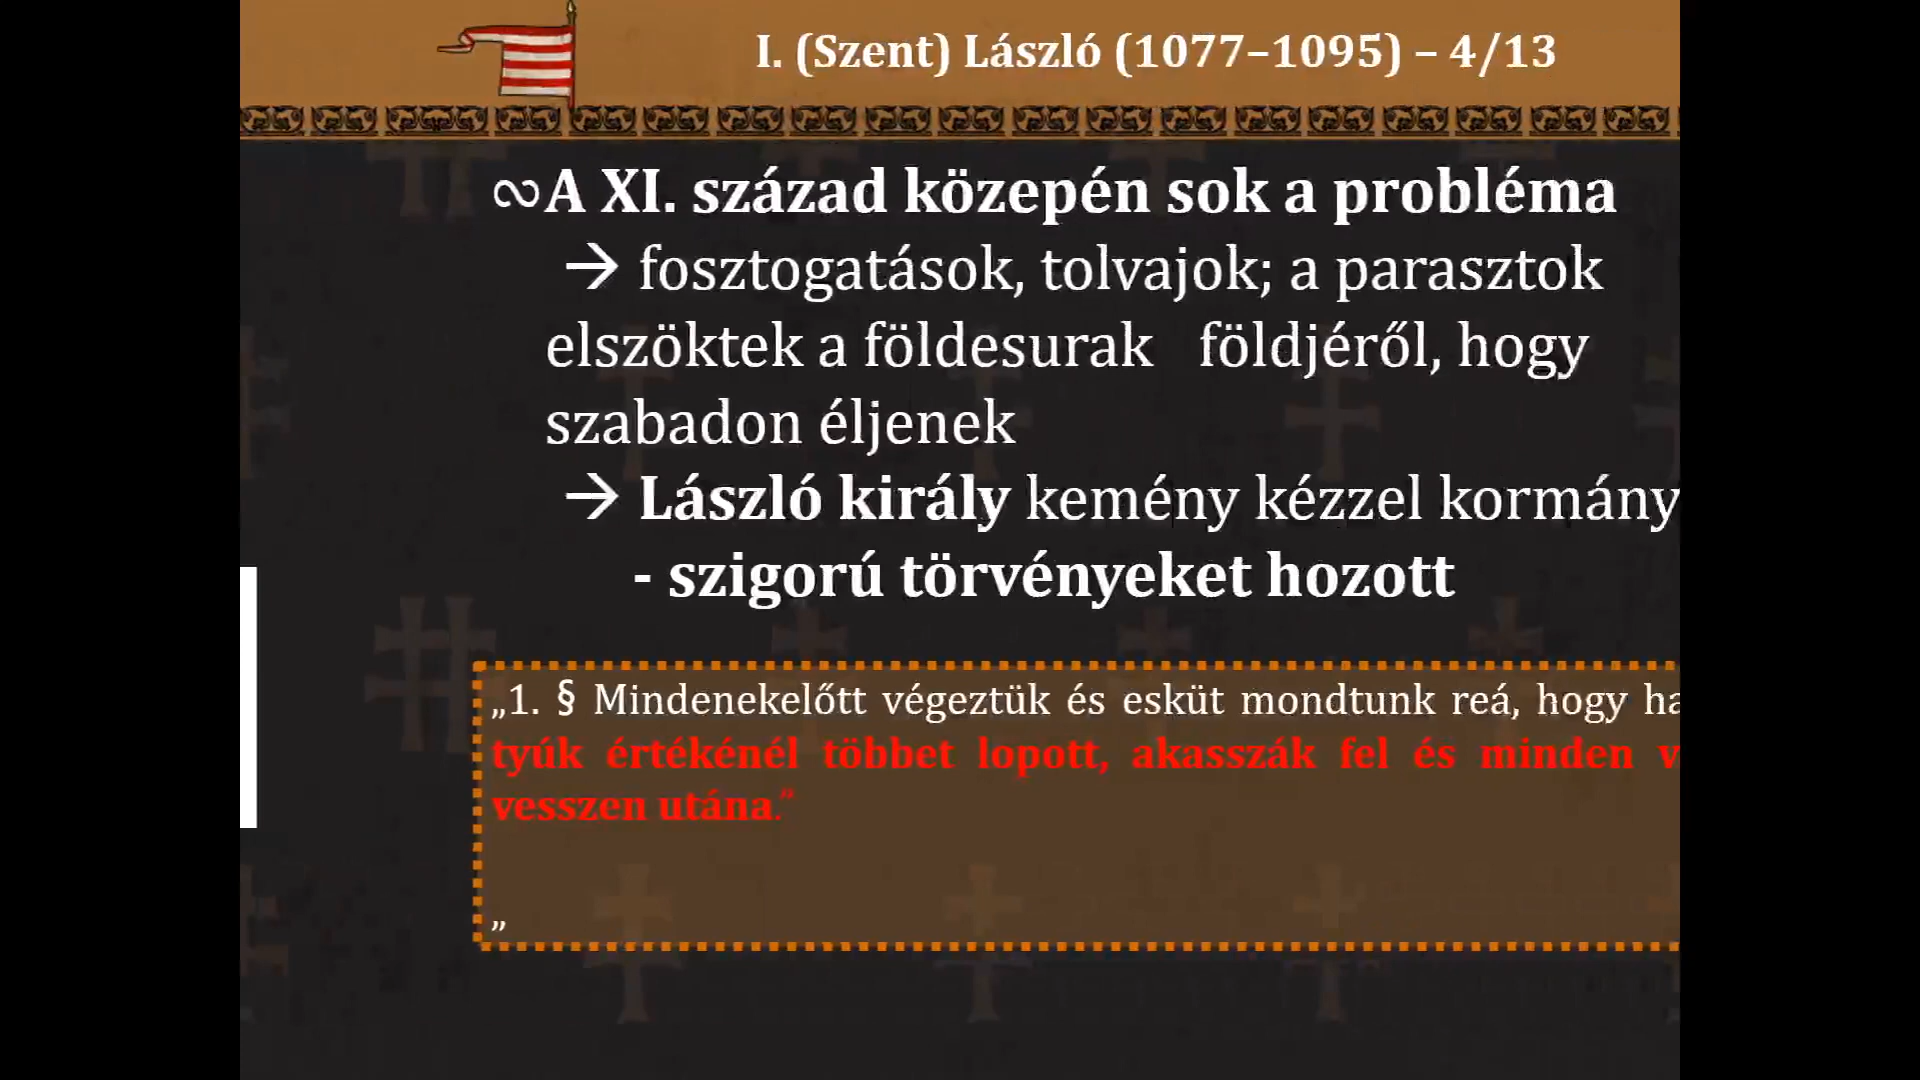 I. (Szent) László (1077–1095) – 4/13
A XI. század közepén sok a probléma
→ fosztogatások, tolvajok; a parasztok
elszöktek a földesurak földjéről, hogy
szabadon éljenek
→ László király kemény kézzel kormány
- szigorú törvényeket hozott
„1. § Mindenekelőtt végeztük és esküt mondtunk reá, hogy ha
tyúk értékénél többet lopott, akasszák fel és minden v
vesszen utána.”
„